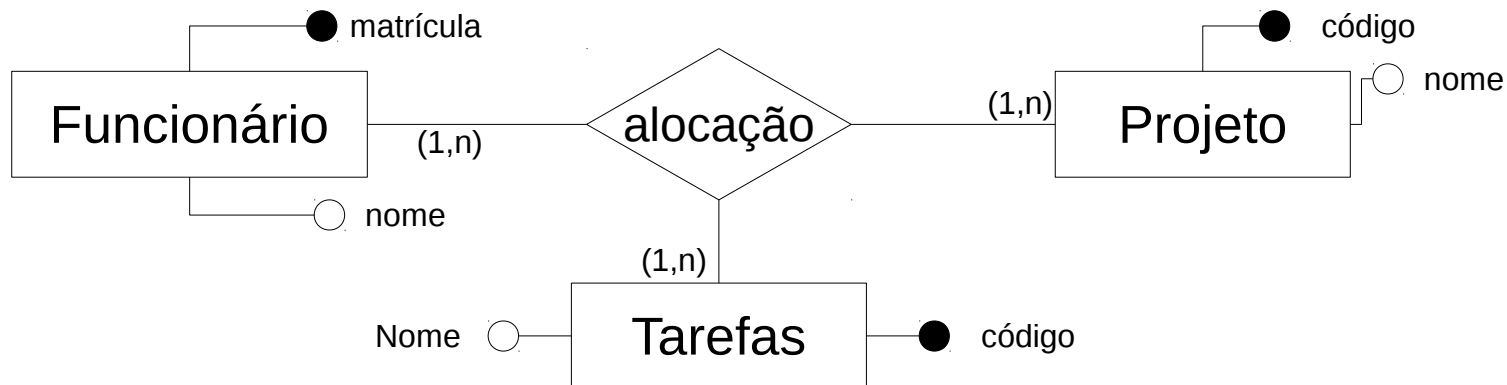 matrícula
código
nome
Funcionário
(1,n)
alocação
(1,n)
Projeto
nome
(1,n)
Nome
Tarefas
código